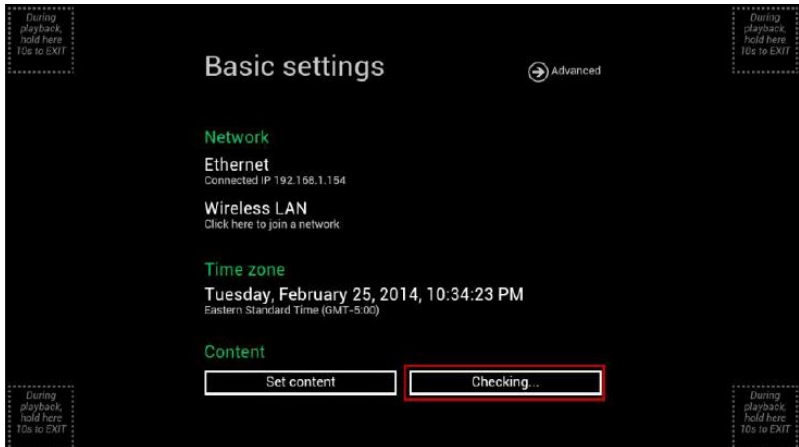 During
playback,
hold here
10s to EXIT
During
playback,
hold here
10s to EXIT
Basic settings
Advanced
Network
Ethernet
Connected IP 192.168.1.154
Wireless LAN
Click here to join a network
Time zone
Tuesday, February 25, 2014, 10:34:23 PM
Eastern Standard Time (GMT-5:00)
Content
Set content
Checking...
During
playback,
hold here
10s to EXIT
During
playback,
hold here
10s to EXIT